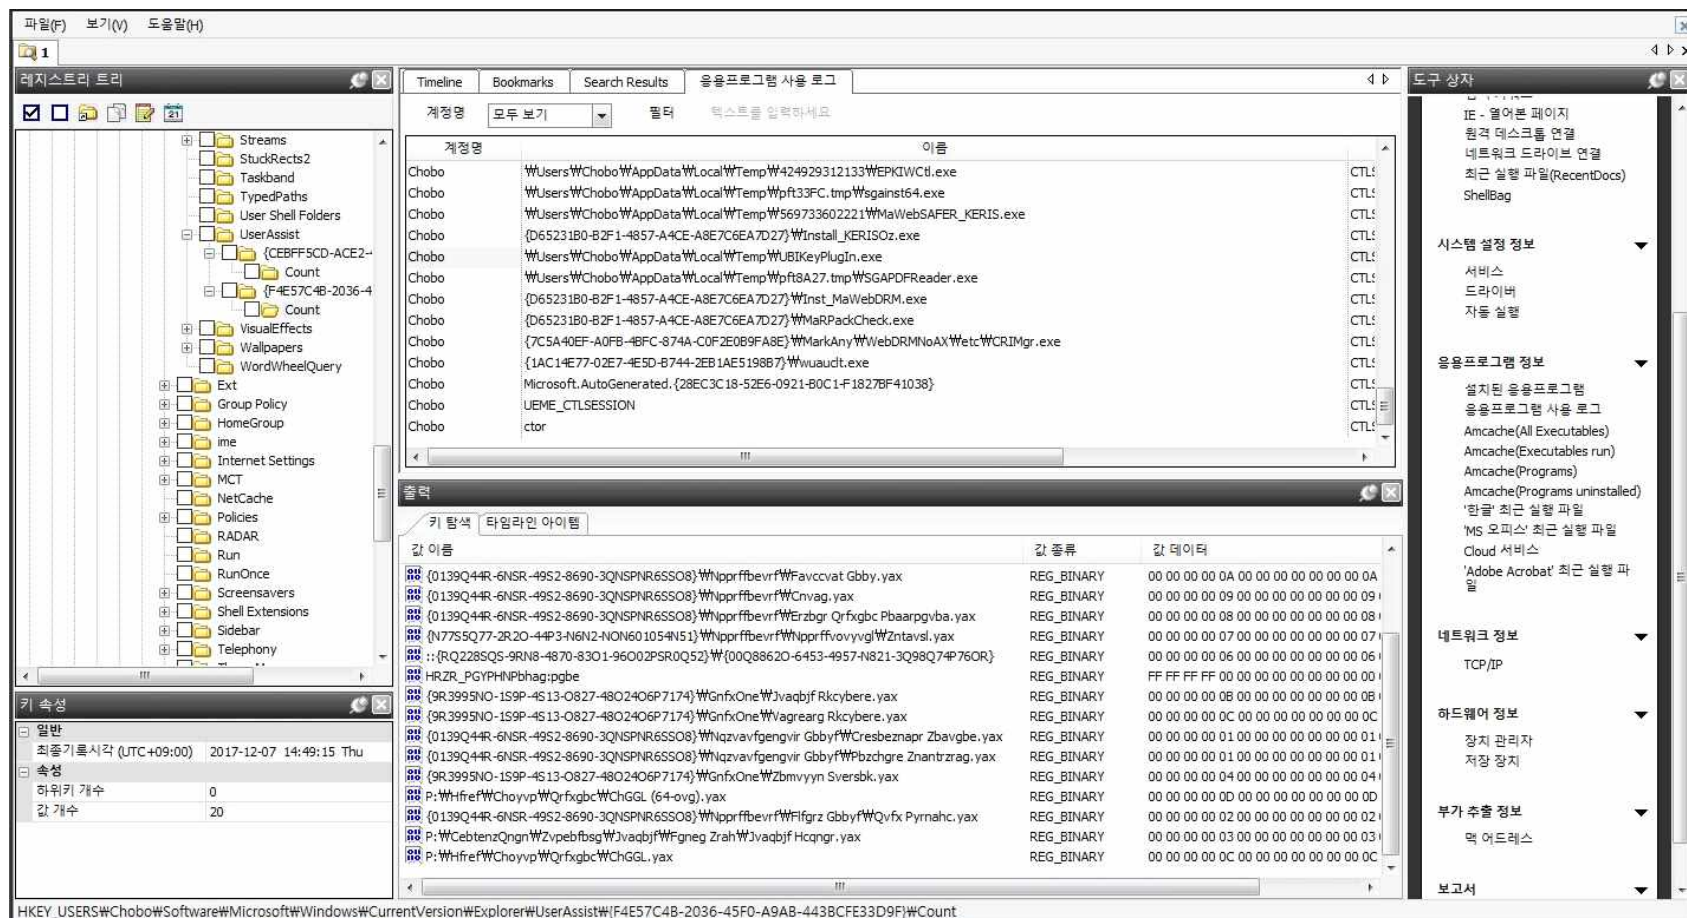 파일(F) 보기(V) 도움말(H)
1
레지스트리 트리
21
Streams
StuckRects2
Taskband
TypedPaths
User Shell Folders
UserAssist
{CEBFF5CD-ACE2-
Count
{F4E57C4B-2036-4
Count
VisualEffects
Wallpapers
WordWheelQuery
Ext
Group Policy
HomeGroup
ime
Internet Settings
MCT
NetCache
Policies
RADAR
Run
RunOnce
Screensavers
Shell Extensions
Sidebar
Telephony
키 속성
일반
최종기록시각 (UTC+09:00) 2017-12-07 14:49:15 Thu
속성
하위키 개수 0
값 개수 20
Timeline Bookmarks Search Results 응용프로그램 사용 로그
계정명 모두 보기 필터 텍스트를 입력하세요
계정명 이름
Chobo ₩Users₩Chobo₩AppData₩Local₩Temp₩424929312133₩EPKIWCtl.exe CTLS
Chobo ₩Users₩Chobo₩AppData₩Local₩Temp₩pft33FC.tmp₩sgainst64.exe CTLS
Chobo ₩Users₩Chobo₩AppData₩Local₩Temp₩569733602221₩MaWebSAFER_KERIS.exe CTLS
Chobo {D65231B0-B2F1-4857-A4CE-A8E7C6EA7D27}₩Install_KERISOz.exe CTLS
Chobo ₩Users₩Chobo₩AppData₩Local₩Temp₩UBIKeyPlugIn.exe CTLS
Chobo ₩Users₩Chobo₩AppData₩Local₩Temp₩pft8A27.tmp₩SGAPDFReader.exe CTLS
Chobo {D65231B0-B2F1-4857-A4CE-A8E7C6EA7D27}₩Inst_MaWebDRM.exe CTLS
Chobo {D65231B0-B2F1-4857-A4CE-A8E7C6EA7D27}₩MaRPackCheck.exe CTLS
Chobo {7C5A40EF-A0FB-4BFC-874A-C0F2E0B9FA8E}₩MarkAny₩WebDRMNoAX₩etc₩CRIMgr.exe CTLS
Chobo {1AC14E77-02E7-4E5D-B744-2EB1AE5198B7}₩wuauclt.exe CTLS
Chobo Microsoft.AutoGenerated.{28EC3C18-52E6-0921-B0C1-F1827BF41038} CTLS
Chobo UEME_CTLSESSION CTLS
Chobo ctor CTLS
출력
키 탐색 타임라인 아이템
값 이름 값 종류 값 데이터
{0139Q44R-6NSR-49S2-8690-3QNSPNR6SSO8}₩Npprffbevrf₩Favccvat Gbby.yax REG_BINARY 00 00 00 00 0A 00 00 00 00 00 00 00 0A
{0139Q44R-6NSR-49S2-8690-3QNSPNR6SSO8}₩Npprffbevrf₩Cnvag.yax REG_BINARY 00 00 00 00 09 00 00 00 00 00 00 00 09
{0139Q44R-6NSR-49S2-8690-3QNSPNR6SSO8}₩Npprffbevrf₩Erzbgr Qrfxgbc Pbaarpgvba.yax REG_BINARY 00 00 00 00 08 00 00 00 00 00 00 00 08
{N77S5Q77-2R2O-44P3-N6N2-NON601054N51}₩Npprffbevrf₩Npprffvovyvgl₩Zntavsl.yax REG_BINARY 00 00 00 00 07 00 00 00 00 00 00 00 07
::{RQ228SQS-9RN8-4870-83O1-96O02PSR0Q52}₩{00Q8862O-6453-4957-N821-3Q98Q74P76OR} REG_BINARY 00 00 00 00 06 00 00 00 00 00 00 00 06
HRZR_PGYPHNPbhag:pgbe REG_BINARY FF FF FF FF 00 00 00 00 00 00 00 00 00
{9R3995NO-1S9P-4S13-O827-48O24O6P7174}₩GnfxOne₩Jvaqbjf Rkcybere.yax REG_BINARY 00 00 00 00 0B 00 00 00 00 00 00 00 0B
{9R3995NO-1S9P-4S13-O827-48O24O6P7174}₩GnfxOne₩Vagrearg Rkcybere.yax REG_BINARY 00 00 00 00 0C 00 00 00 00 00 00 00 0C
{0139Q44R-6NSR-49S2-8690-3QNSPNR6SSO8}₩Nqzvavfgengvir Gbbyf₩Cresbeznapr Zbavgbe.yax REG_BINARY 00 00 00 00 01 00 00 00 00 00 00 00 01
{0139Q44R-6NSR-49S2-8690-3QNSPNR6SSO8}₩Nqzvavfgengvir Gbbyf₩Pbzchgre Znantrzrag.yax REG_BINARY 00 00 00 00 01 00 00 00 00 00 00 00 01
{9R3995NO-1S9P-4S13-O827-48O24O6P7174}₩GnfxOne₩Zbmvyyn Sversbk.yax REG_BINARY 00 00 00 00 04 00 00 00 00 00 00 00 04
P:₩Hfref₩Choyvp₩Qrfxgbc₩ChGGL (64-ovg).yax REG_BINARY 00 00 00 00 0D 00 00 00 00 00 00 00 0D
{0139Q44R-6NSR-49S2-8690-3QNSPNR6SSO8}₩Npprffbevrf₩Flfgrz Gbbyf₩Qvfx Pyrnahc.yax REG_BINARY 00 00 00 00 02 00 00 00 00 00 00 00 02
P:₩CebtenzQngn₩Zvpebfbsg₩Jvaqbjf₩Fgneg Zrah₩Jvaqbjf Hcqngr.yax REG_BINARY 00 00 00 00 03 00 00 00 00 00 00 00 03
P:₩Hfref₩Choyvp₩Qrfxgbc₩ChGGL.yax REG_BINARY 00 00 00 00 0C 00 00 00 00 00 00 00 0C
도구 상자
IE - 열어본 페이지
원격 데스크톱 연결
네트워크 드라이브 연결
최근 실행 파일(RecentDocs)
ShellBag
시스템 설정 정보
서비스
드라이버
자동 실행
응용프로그램 정보
설치된 응용프로그램
응용프로그램 사용 로그
Amcache(All Executables)
Amcache(Executables run)
Amcache(Programs)
Amcache(Programs uninstalled)
'한글' 최근 실행 파일
'MS 오피스' 최근 실행 파일
Cloud 서비스
'Adobe Acrobat' 최근 실행 파
일
네트워크 정보
TCP/IP
하드웨어 정보
장치 관리자
저장 장치
부가 추출 정보
맥 어드레스
보고서
HKEY_USERS₩Chobo₩Software₩Microsoft₩Windows₩CurrentVersion₩Explorer₩UserAssist₩{F4E57C4B-2036-45F0-A9AB-443BCFE33D9F}₩Count